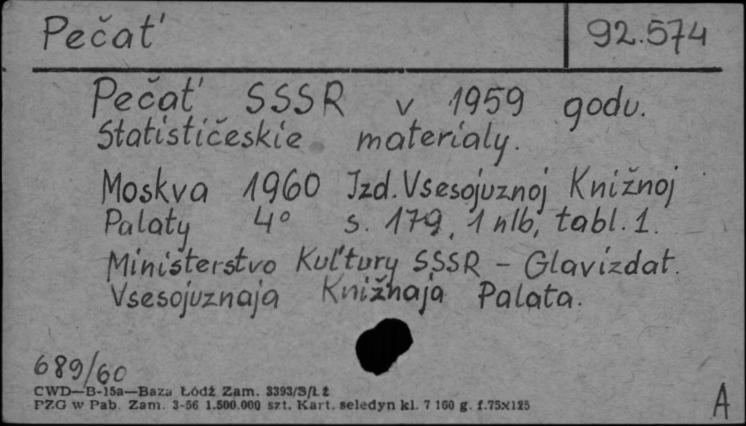 Pečat' 92.574
Pečat' SSSR v 1959 godu.
Statističeskie materialy.
Moskva 1960 Izd. Vsesojuznoj Knižnoj
Palaty 4° s. 179, 1 nlb, tabl. 1.
Ministerstvo Kul'tury SSSR – Glavizdat.
Vsesojuznaja Knižnaja Palata.
689/60
CWD—B-15a—Baza Łódź Zam. 3393/S/Łź
PZG w Pab. Zam. 3-56 1.500.000 szt. Kart. seledyn kl. 7 160 g. f.75x125
A